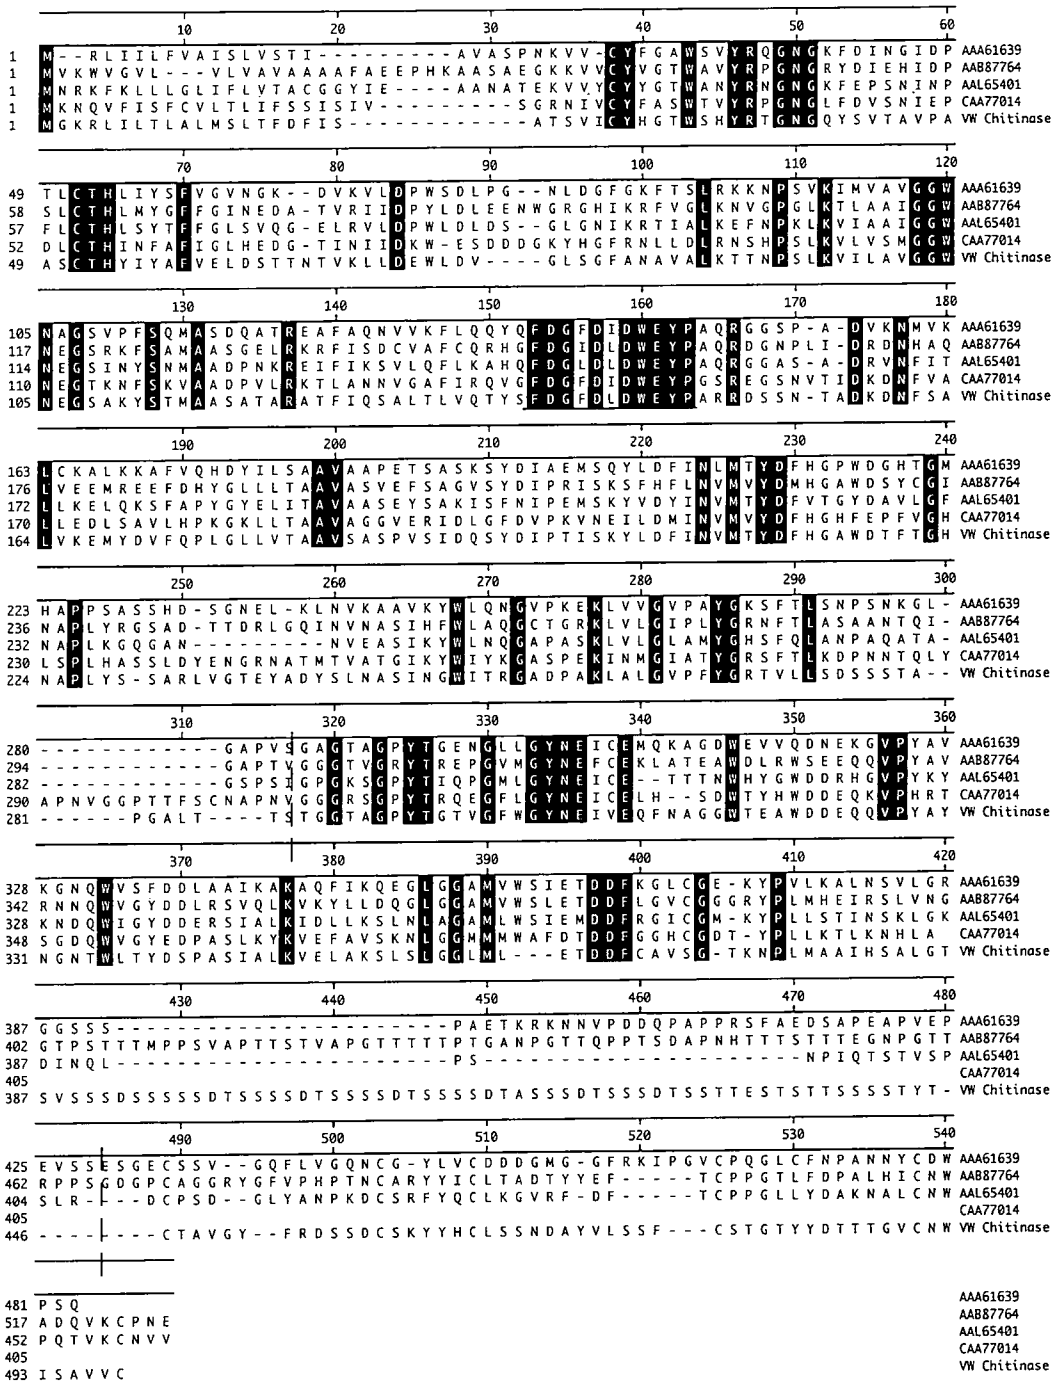 10 20 30 40 50 60
1 M - - R L I I L F V A I S L V S T I - - - - - - - - A V A S P N K V V - C Y F G A W S V Y R Q G N G K F D I N G I D P AAA61639
1 M V K W V G V L - - - V L V A V A A A A F A E E P H K A A S A E G K K V V C Y V G T W A V Y R P G N G R Y D I E H I D P AAB87764
1 M N R K F K L L L G L I F L V T A C G G Y I E - - - - A A N A T E K V V Y C Y Y G T W A N Y R N G N G K F E P S N I N P AAL65401
1 M K N Q V F I S F C V L T L I F S S I S I V - - - - - - - S G R N I V C Y F A S W T V Y R P G N G L F D V S N I E P CAA77014
1 M G K R L I L T L A L M S L T F D F I S - - - - - - - - - A T S V I C Y H G T W S H Y R T G N G Q Y S V T A V P A VW Chitinase
70 80 90 100 110 120
49 T L C T H L I Y S F V G V N G K - - D V K V L D P W S D L P G - - N L D G F G K F T S L R K K N P S V K I M V A V G G W AAA61639
58 S L C T H L M Y G F F G I N E D A - T V R I I D P Y L D L E E N W G R G H I K R F V G L K N V G P G L K T L A A I G G W AAB87764
57 F L C T H L S Y T F F G L S V Q G - E L R V L D P W L D L D S - - G L G N I K R T I A L K E F N P K L K V I A A I G G W AAL65401
52 D L C T H I N F A F I G L H E D G - T I N I I D K W - E S D D D G K Y H G F R N L L D L R N S H P S L K V L V S M G G W CAA77014
49 A S C T H Y I Y A F V E L D S T T N T V K L L D E W L D V - - - - G L S G F A N A V A L K T T N P S L K V I L A V G G W VW Chitinase
130 140 150 160 170 180
105 N A G S V P F S Q M A S D Q A T R E A F A Q N V V K F L Q Q Y Q F D G F D I D W E Y P A Q R G G S P - A - D V K N M V K AAA61639
117 N E G S R K F S A M A A S G E L R K R F I S D C V A F C Q R H G F D G I D L D W E Y P A Q R D G N P L I - D R D N H A Q AAB87764
114 N E G S I N Y S N M A A D P N K R E I F I K S V L Q F L K A H Q F D G L D L D W E Y P A Q R G G A S - A - D R V N F I T AAL65401
110 N E G T K N F S K V A A D P V L R K T L A N N V G A F I R Q V G F D G F D I D W E Y P G S R E G S N V T I D K D N F V A CAA77014
105 N E G S A K Y S T M A A S A T A R A T F I Q S A L T L V Q T Y S F D G F D L D W E Y P A R R D S S N - T A D K D N F S A VW Chitinase
190 200 210 220 230 240
163 L C K A L K K A F V Q H D Y I L S A A V A A P E T S A S K S Y D I A E M S Q Y L D F I N L M T Y D F H G P W D G H T G M AAA61639
176 L V E E M R E E F D H Y G L L L T A A V A S V E F S A G V S Y D I P R I S K S F H F L N V M V Y D M H G A W D S Y C G I AAB87764
172 L L K E L Q K S F A P Y G Y E L I T A V A A S E Y S A K I S F N I P E M S K Y V D Y I N V M T Y D F V T G Y D A V L G F AAL65401
170 L L E D L S A V L H P K G K L L T A A V A G G V E R I D L G F D V P K V N E I L D M I N V M V Y D F H G H F E P F V G H CAA77014
164 L V K E M Y D V F Q P L G L L V T A A V S A S P V S I D Q S Y D I P T I S K Y L D F I N V M T Y D F H G A W D T F T G H VW Chitinase
250 260 270 280 290 300
223 H A P P S A S S H D - S G N E L - K L N V K A A V K Y W L Q N G V P K E K L V V G V P A Y G K S F T L S N P S N K G L - AAA61639
236 N A P L Y R G S A D - T T D R L G Q I N V N A S I H F W L A Q G C T G R K L V L G I P L Y G R N F T L A S A A N T Q I - AAB87764
232 N A P L K G Q G A N - - - - - - - - N V E A S I K Y W L N Q G A P A S K L V L G L A M Y G H S F Q L A N P A Q A T A - AAL65401
230 L S P L H A S S L D Y E N G R N A T M T V A T G I K Y W I Y K G A S P E K I N M G I A T Y G R S F T L K D P N N T Q L Y CAA77014
224 N A P L Y S - S A R L V G T E Y A D Y S L N A S I N G W I T R G A D P A K L A L G V P F Y G R T V L L S D S S S T A - - VW Chitinase
310 320 330 340 350 360
280 - - - - - - - - - - - - G A P V S G A G T A G P Y T G E N G L L G Y N E I C E M Q K A G D W E V V Q D N E K G V P Y A V AAA61639
294 - - - - - - - - - - - - G A P T V G G G T V G R Y T R E P G V M G Y N E F C E K L A T E A W D L R W S E E Q Q V P Y A V AAB87764
282 - - - - - - - - - - - - G S P S I G P G K S G P Y T I Q P G M L G Y N E I C E - - T T T N W H Y G W D D R H G V P Y K Y AAL65401
290 A P N V G G P T T F S C N A P N V G G G R S G P Y T R Q E G F L G Y N E I C E L H - - S D W T Y H W D D E Q K V P H R T CAA77014
281 - - - - - - P G A L T - - - T S T G G T A G P Y T G T V G F W G Y N E I V E Q F N A G G W T E A W D D E Q Q V P Y A Y VW Chitinase
370 380 390 400 410 420
328 K G N Q W V S F D D L A A I K A K A Q F I K Q E G L G G A M V W S I E T D D F K G L C G E - K Y P V L K A L N S V L G R AAA61639
342 R N N Q W V G Y D D L R S V Q L K V K Y L L D Q G L G G A M V W S L E T D D F L G V C G G G R Y P L M H E I R S L V N G AAB87764
328 K N D Q W I G Y D D E R S I A L K I D L L K S L N L A G A M L W S I E M D D F R G I C G M - K Y P L L S T I N S K L G K AAL65401
348 S G D Q W V G Y E D P A S L K Y K V E F A V S K N L G G M M M W A F D T D D F G G H C G D T - Y P L L K T L K N H L A CAA77014
331 N G N T W L T Y D S P A S I A L K V E L A K S L S L G G L M L - - - E T D D F C A V S G - T K N P L M A A I H S A L G T VW Chitinase
430 440 450 460 470 480
387 G G S S S - - - - - - - - - - - - - - - - - - - - - - P A E T K R K N N V P D D Q P A P P R S F A E D S A P E A P V E P AAA61639
402 G T P S T T T M P P S V A P T T S T V A P G T T T T T P T G A N P G T T Q P P T S D A P N H T T T S T T T E G N P G T T AAB87764
387 D I N Q L - - - - - - - - - - - - - - - - - - - - - - P S - - - - - - - - - - - - - - - - - - - - - N P I Q T S T V S P AAL65401
405 CAA77014
387 S V S S S D S S S S S D T S S S S D T S S S S D T S S S S D T A S S S D T S S S D T S S T T E S T S T T S S S S T Y T - VW Chitinase
490 500 510 520 530 540
425 E V S S E S G E C S S V - - G Q F L V G Q N C G - Y L V C D D D G M G - G F R K I P G V C P Q G L C F N P A N N Y C D W AAA61639
462 R P P S G D G P C A G G R Y G F V P H P T N C A R Y Y I C L T A D T Y Y E F - - - - - T C P P G T L F D P A L H I C N W AAB87764
404 S L R - - - - D C P S D - - G L Y A N P K D C S R F Y Q C L K G V R F - D F - - - - - T C P P G L L Y D A K N A L C N W AAL65401
405 CAA77014
446 - - - - - - - - C T A V G Y - - F R D S S D C S K Y Y H C L S S N D A Y V L S S F - - - C S T G T Y Y D T T T G V C N W VW Chitinase
481 P S Q AAA61639
517 A D Q V K C P N E AAB87764
452 P Q T V K C N V V AAL65401
405 CAA77014
493 I S A V V C VW Chitinase